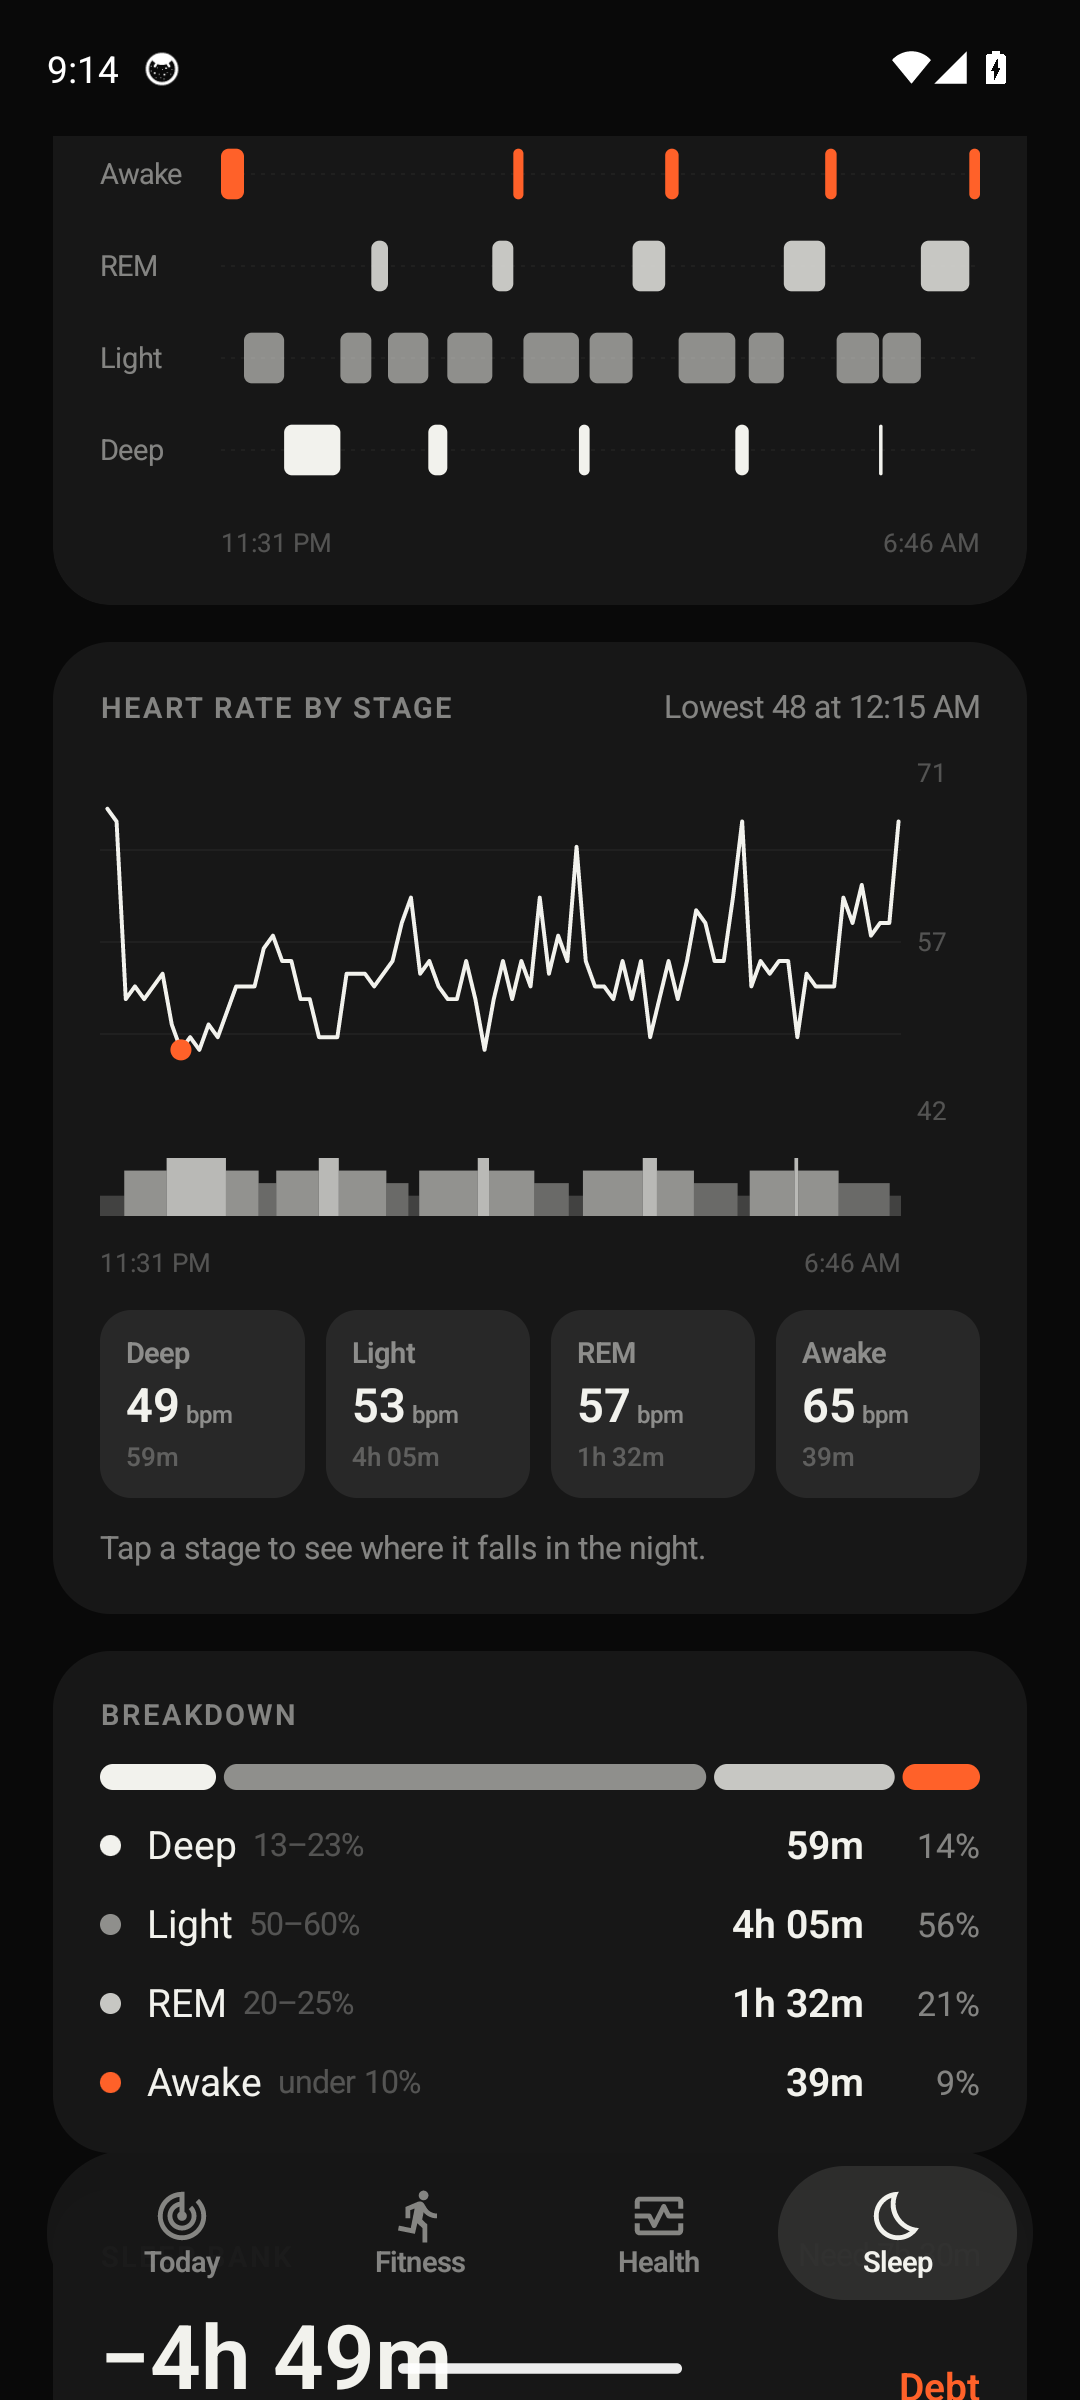 9:14
Awake
REM
Light
Deep
11:31 PM 6:46 AM
HEART RATE BY STAGE Lowest 48 at 12:15 AM
71
57
42
11:31 PM 6:46 AM
Deep Light REM Awake
49 bpm 53 bpm 57 bpm 65 bpm
59m 4h 05m 1h 32m 39m
Tap a stage to see where it falls in the night.
BREAKDOWN
Deep 13–23% 59m 14%
Light 50–60% 4h 05m 56%
REM 20–25% 1h 32m 21%
Awake under 10% 39m 9%
Today Fitness Health Sleep
−4h 49m Debt